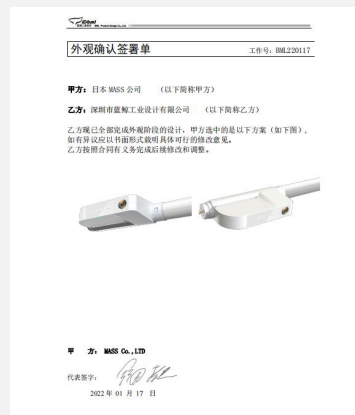 外观确认签署单
工作号：BML220117
甲方：日本 MASS 公司 （以下简称甲方）
乙方：深圳市蓝鲸工业设计有限公司 （以下简称乙方）
乙方现已全部完成外观阶段的设计，甲方选中的是以下方案（如下图），
如有异议应以书面形式载明具体可行的修改意见。
乙方按照合同有义务完成后续修改和调整。
甲 方： MASS Co.,LTD
代表签字：
2022 年 01 月 17 日